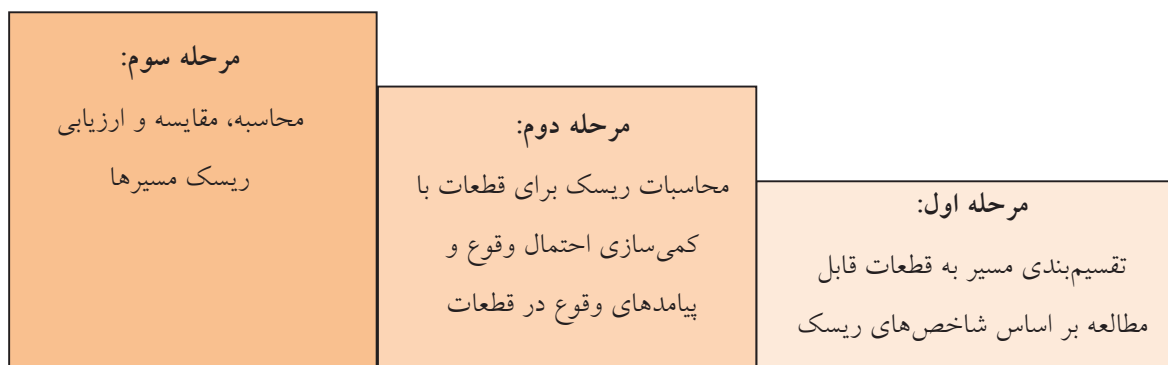 مرحله اول:
تقسیم‌بندی مسیر به قطعات قابل
مطالعه بر اساس شاخص‌های ریسک
مرحله دوم:
محاسبات ریسک برای قطعات با
کمی‌سازی احتمال وقوع و
پیامدهای وقوع در قطعات
مرحله سوم:
محاسبه، مقایسه و ارزیابی
ریسک مسیرها